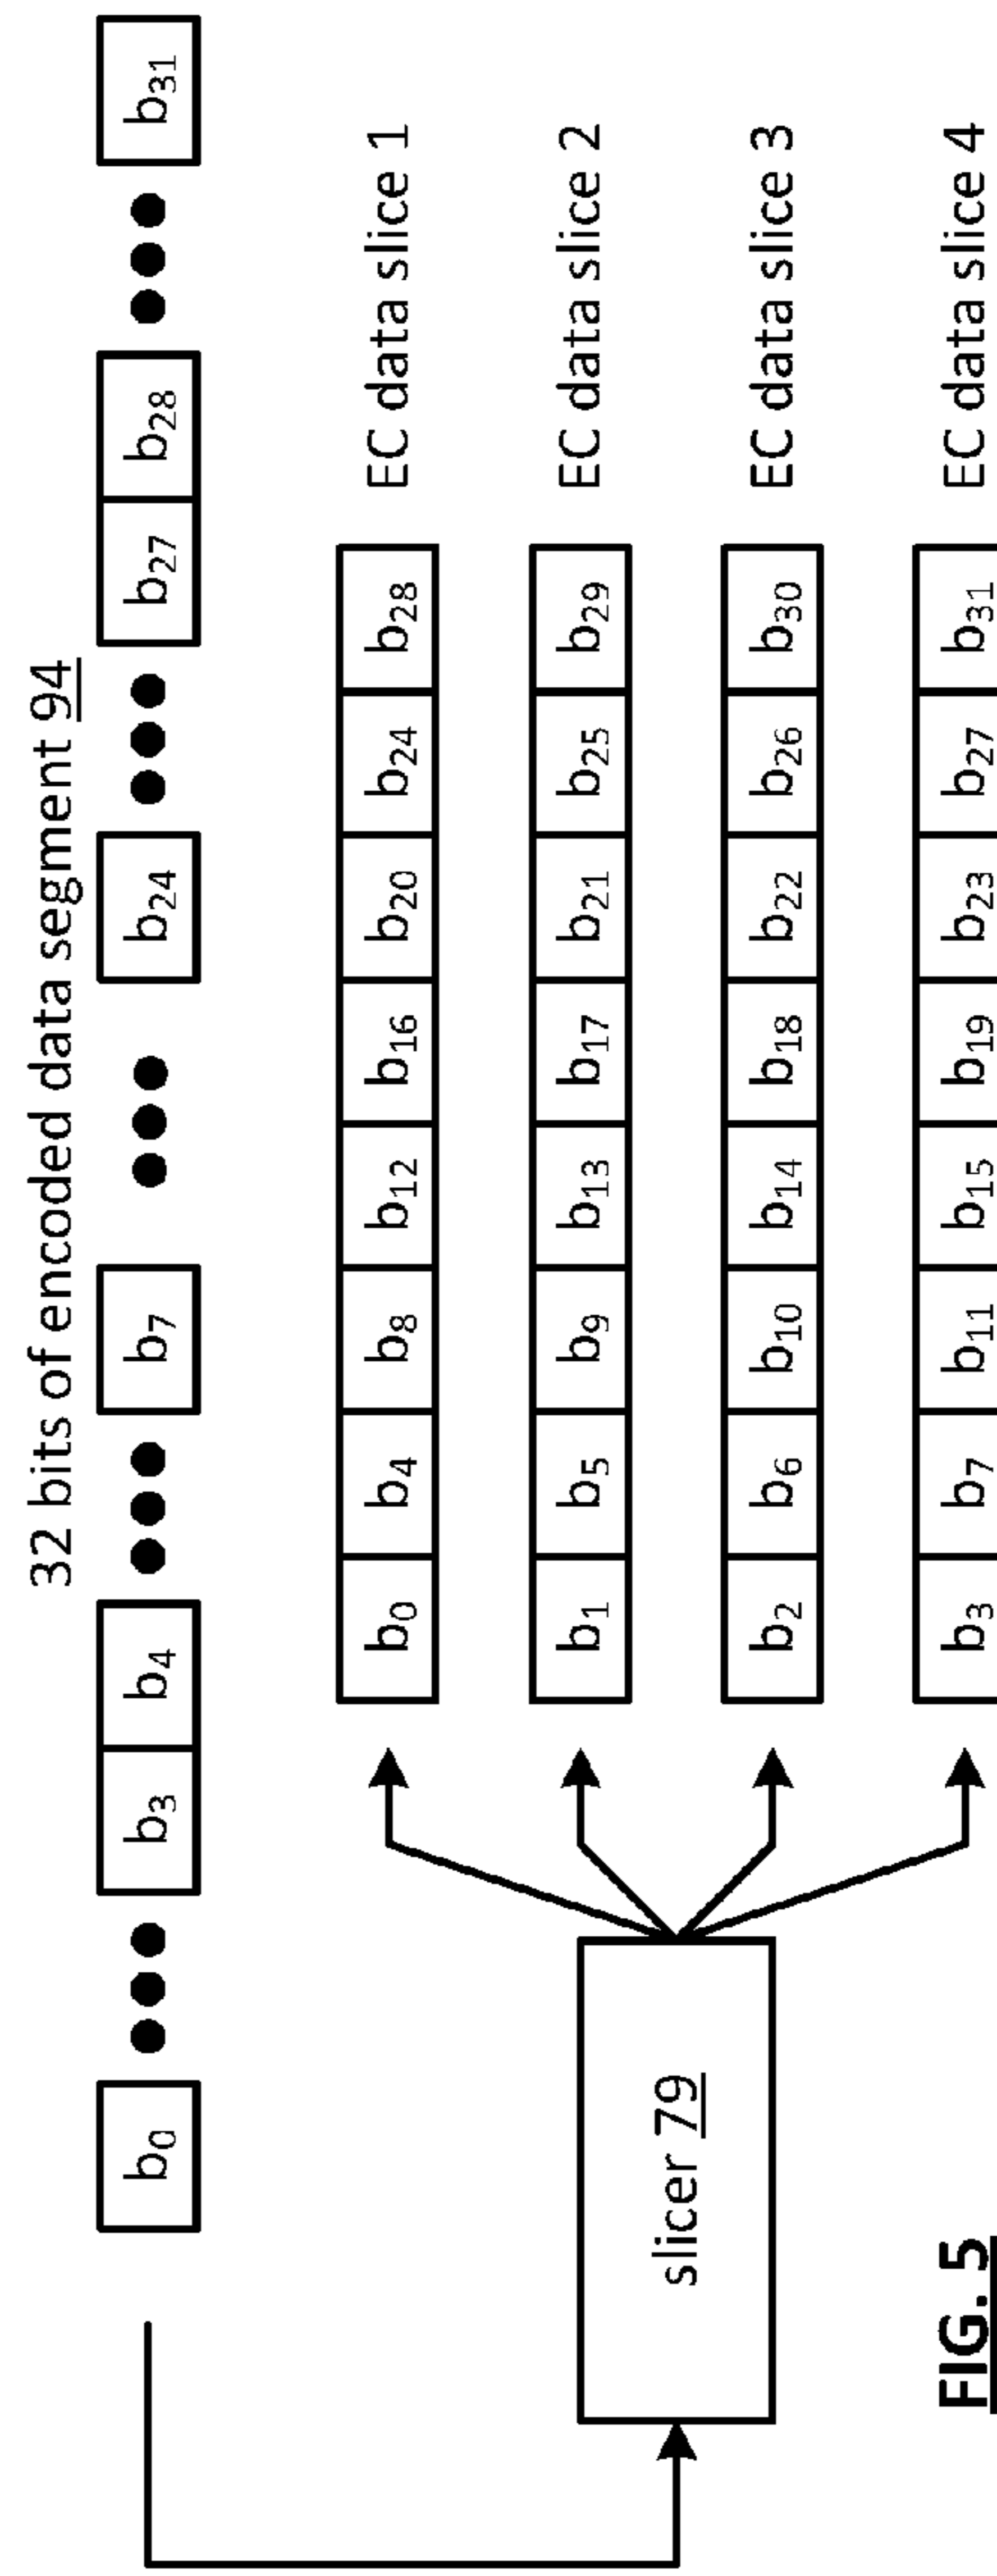 32 bits of encoded data segment 94
b0 b3 b4 b7 b24 b27 b28 b31
b0 b4 b8 b12 b16 b20 b24 b28 EC data slice 1
b1 b5 b9 b13 b17 b21 b25 b29 EC data slice 2
slicer 79
b2 b6 b10 b14 b18 b22 b26 b30 EC data slice 3
b3 b7 b11 b15 b19 b23 b27 b31 EC data slice 4
FIG. 5